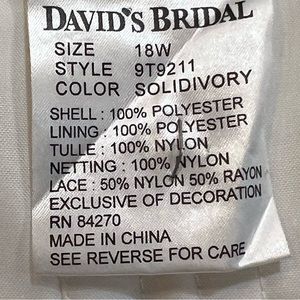 DAVID'S BRIDAL
SIZE 18W
STYLE 9T9211
COLOR SOLIDIVORY
SHELL : 100% POLYESTER
LINING : 100% POLYESTER
TULLE : 100% NYLON
NETTING : 100% NYLON
LACE : 50% NYLON 50% RAYON
EXCLUSIVE OF DECORATION
RN 84270
MADE IN CHINA
SEE REVERSE FOR CARE